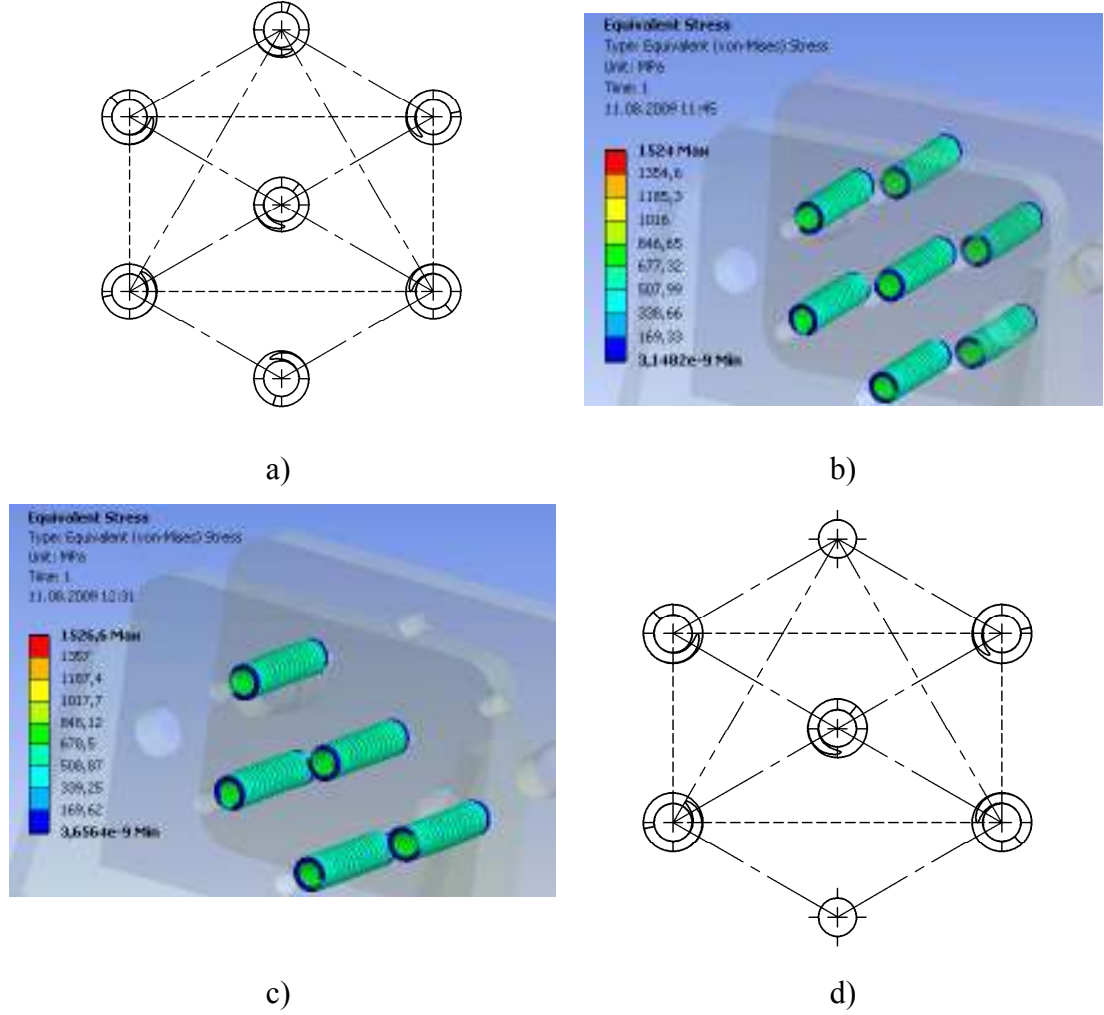 Equivalent Stress
Type: Equivalent (von-Mises) Stress
Unit: MPa
Time: 1
11.08.2009 11:45
1524 Max
1354,6
1185,3
1016
846,65
677,32
507,99
338,66
169,33
3,1482e-9 Min
a)
b)
Equivalent Stress
Type: Equivalent (von-Mises) Stress
Unit: MPa
Time: 1
11.08.2009 12:31
1526,6 Max
1357
1187,4
1017,7
848,12
678,5
508,87
339,25
169,62
3,6564e-9 Min
c)
d)